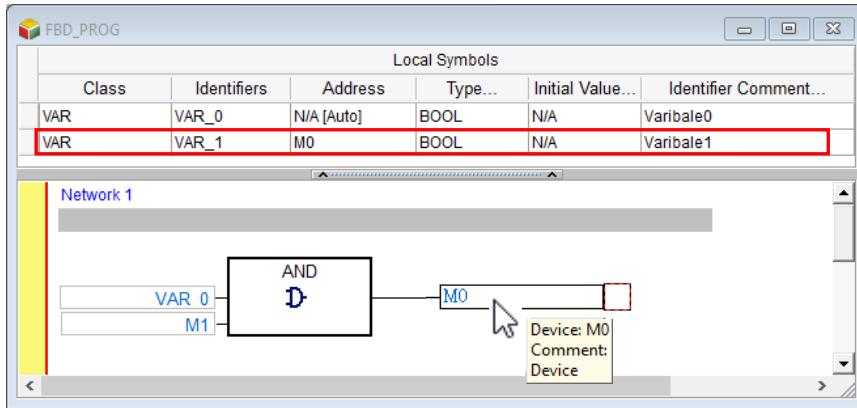 FBD_PROG
Local Symbols
Class Identifiers Address Type... Initial Value... Identifier Comment...
VAR VAR_0 N/A [Auto] BOOL N/A Varibale0
VAR VAR_1 M0 BOOL N/A Varibale1
Network 1
AND
VAR_0
M0
M1
Device: M0
Comment:
Device